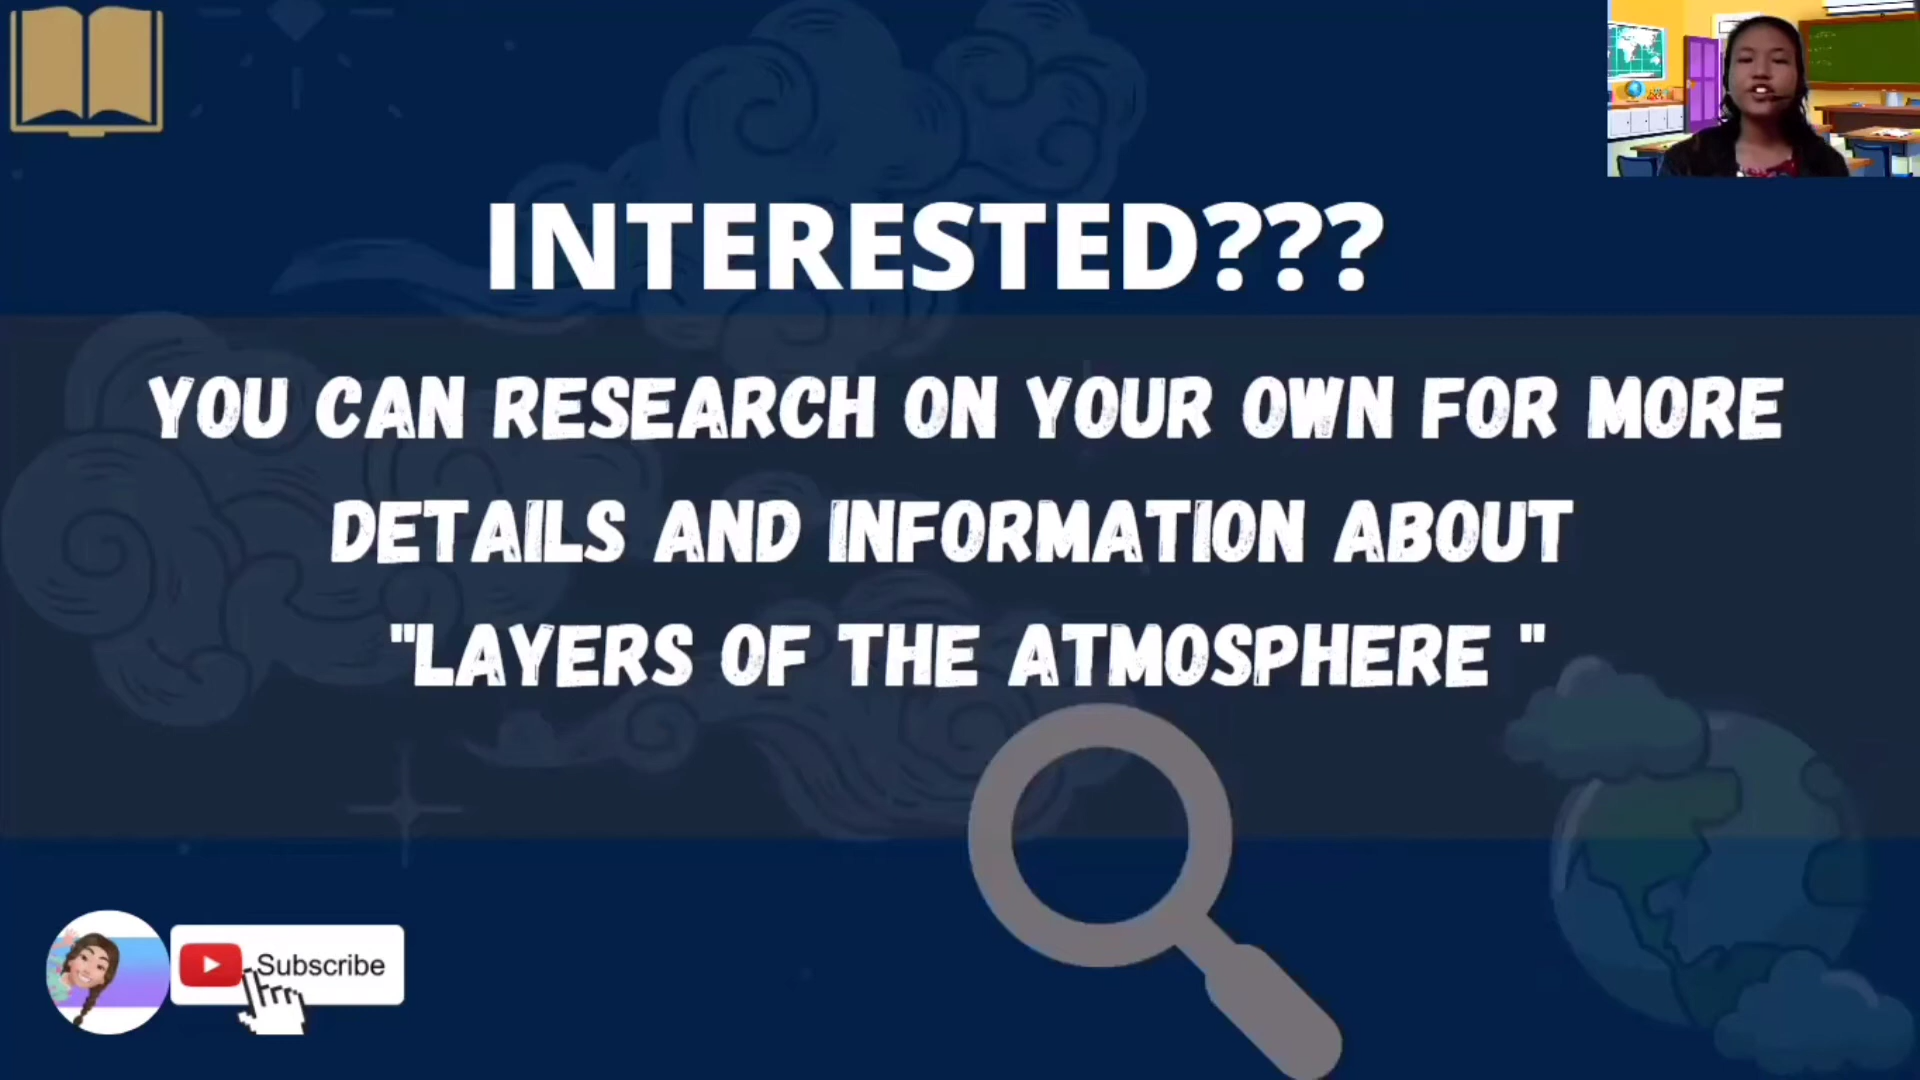 INTERESTED???
YOU CAN RESEARCH ON YOUR OWN FOR MORE
DETAILS AND INFORMATION ABOUT
"LAYERS OF THE ATMOSPHERE "
Subscribe